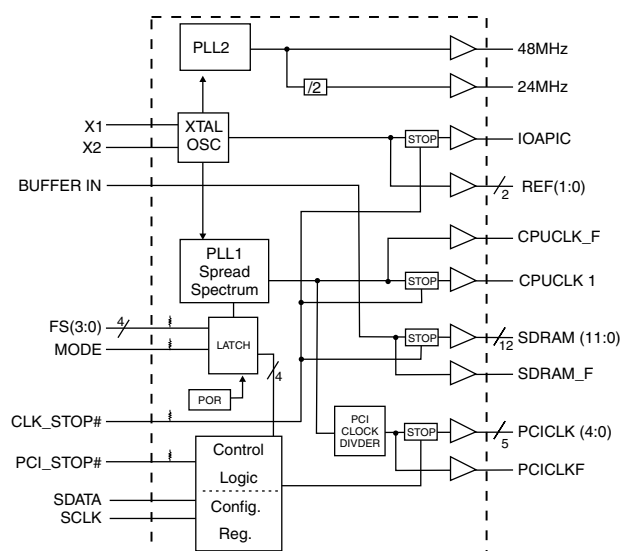 PLL2
48MHz
/2
24MHz
X1
X2
XTAL
OSC
STOP
IOAPIC
BUFFER IN
REF(1:0)
2
CPUCLK_F
PLL1
Spread
Spectrum
STOP
CPUCLK 1
FS(3:0)
4
MODE
LATCH
STOP
SDRAM (11:0)
12
4
SDRAM_F
POR
CLK_STOP#
PCI
CLOCK
DIVDER
STOP
PCICLK (4:0)
5
PCI_STOP#
Control
Logic
PCICLKF
SDATA
SCLK
Config.
Reg.